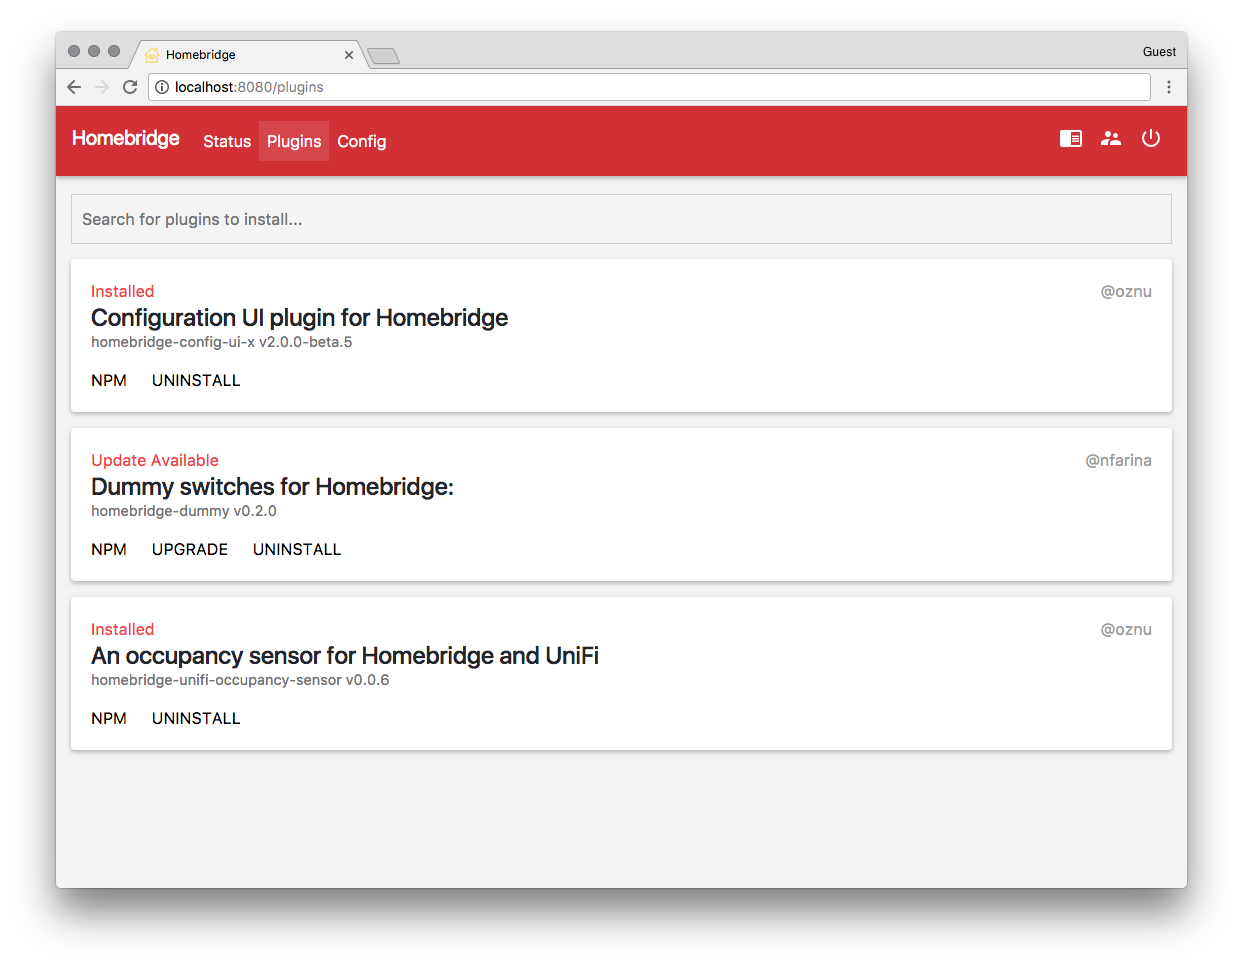 Homebridge
Guest
localhost:8080/plugins
Homebridge Status Plugins Config
Search for plugins to install...
Installed @oznu
Configuration UI plugin for Homebridge
homebridge-config-ui-x v2.0.0-beta.5
NPM UNINSTALL
Update Available @nfarina
Dummy switches for Homebridge:
homebridge-dummy v0.2.0
NPM UPGRADE UNINSTALL
Installed @oznu
An occupancy sensor for Homebridge and UniFi
homebridge-unifi-occupancy-sensor v0.0.6
NPM UNINSTALL